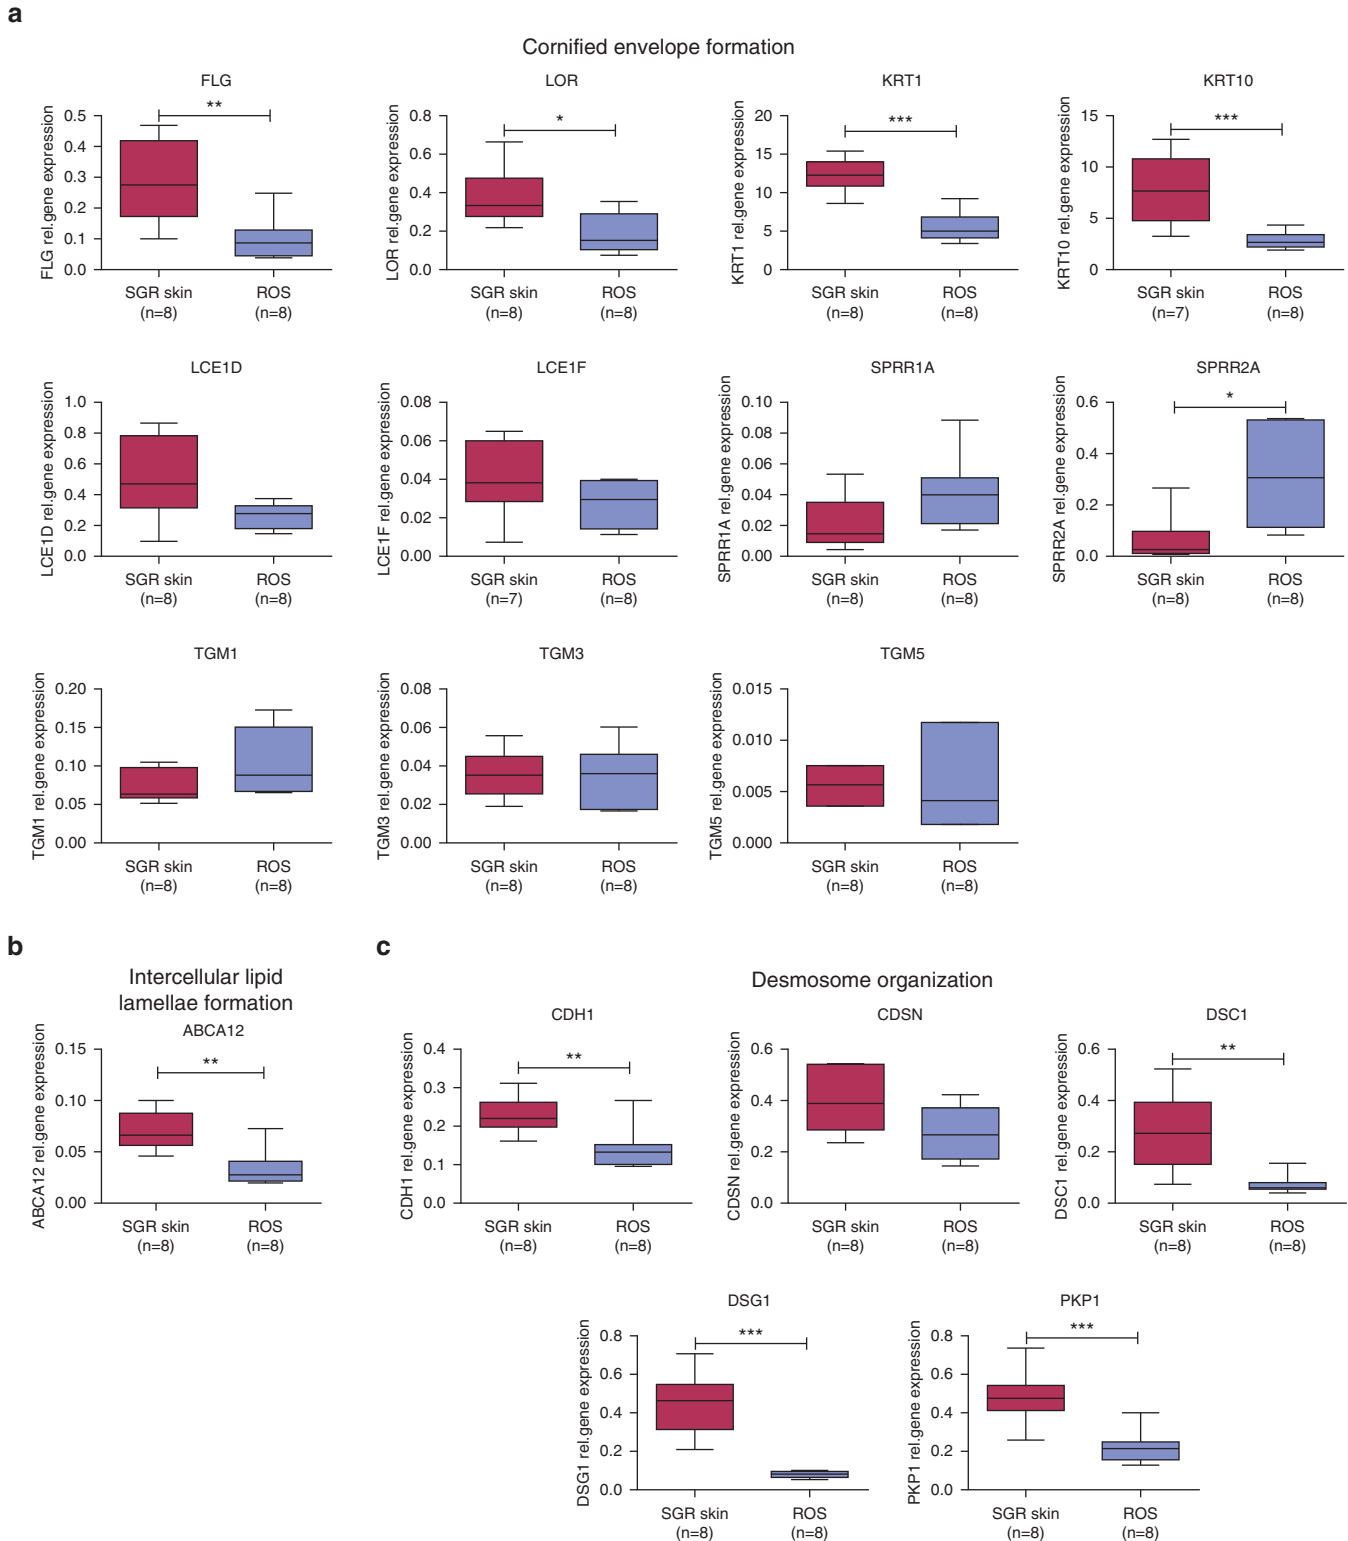 a
Cornified envelope formation
FLG
FLG rel.gene expression
0.5
0.4
0.3
0.2
0.1
0.0
**
SGR skin
(n=8)
ROS
(n=8)
LOR
LOR rel.gene expression
0.8
0.6
0.4
0.2
0.0
*
SGR skin
(n=8)
ROS
(n=8)
KRT1
KRT1 rel.gene expression
20
15
10
5
0
***
SGR skin
(n=8)
ROS
(n=8)
KRT10
KRT10 rel.gene expression
15
10
5
0
***
SGR skin
(n=7)
ROS
(n=8)
LCE1D
LCE1D rel.gene expression
1.0
0.8
0.6
0.4
0.2
0.0
SGR skin
(n=8)
ROS
(n=8)
LCE1F
LCE1F rel.gene expression
0.08
0.06
0.04
0.02
0.00
SGR skin
(n=7)
ROS
(n=8)
SPRR1A
SPRR1A rel.gene expression
0.10
0.08
0.06
0.04
0.02
0.00
SGR skin
(n=8)
ROS
(n=8)
SPRR2A
SPRR2A rel.gene expression
0.6
0.4
0.2
0.0
*
SGR skin
(n=8)
ROS
(n=8)
TGM1
TGM1 rel.gene expression
0.20
0.15
0.10
0.05
0.00
SGR skin
(n=8)
ROS
(n=8)
TGM3
TGM3 rel.gene expression
0.08
0.06
0.04
0.02
0.00
SGR skin
(n=8)
ROS
(n=8)
TGM5
TGM5 rel.gene expression
0.015
0.010
0.005
0.000
SGR skin
(n=8)
ROS
(n=8)
b
Intercellular lipid
lamellae formation
ABCA12
ABCA12 rel.gene expression
0.15
0.10
0.05
0.00
**
SGR skin
(n=8)
ROS
(n=8)
c
Desmosome organization
CDH1
CDH1 rel.gene expression
0.4
0.3
0.2
0.1
0.0
**
SGR skin
(n=8)
ROS
(n=8)
CDSN
CDSN rel.gene expression
0.6
0.4
0.2
0.0
SGR skin
(n=8)
ROS
(n=8)
DSC1
DSC1 rel.gene expression
0.6
0.4
0.2
0.0
**
SGR skin
(n=8)
ROS
(n=8)
DSG1
DSG1 rel.gene expression
0.8
0.6
0.4
0.2
0.0
***
SGR skin
(n=8)
ROS
(n=8)
PKP1
PKP1 rel.gene expression
0.8
0.6
0.4
0.2
0.0
***
SGR skin
(n=8)
ROS
(n=8)